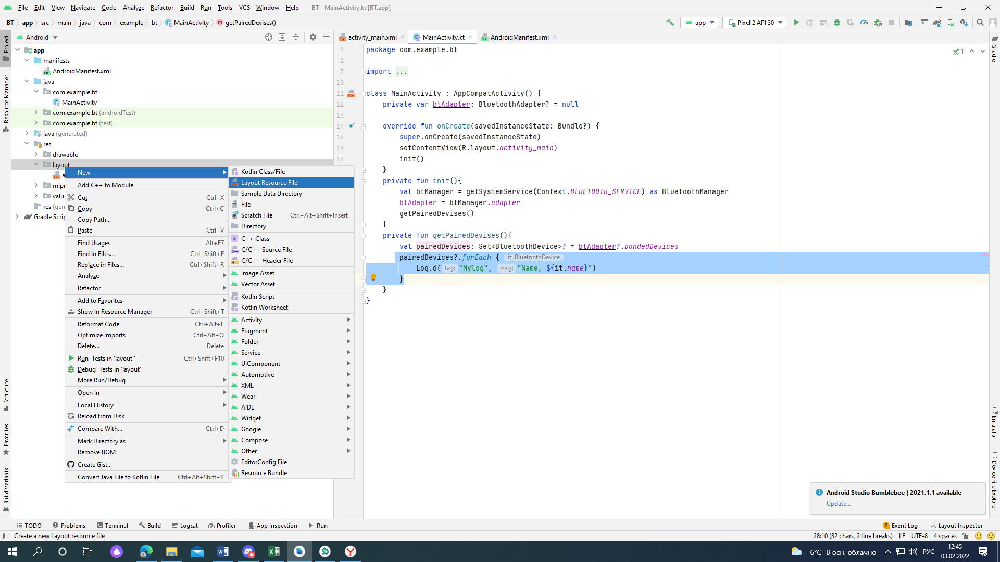 File Edit View Navigate Code Analyze Refactor Build Run Tools VCS Window Help BT - MainActivity.kt [BT.app]
BT app src main java com example bt MainActivity getPairedDevises() app Pixel 2 API 30
Project
Resource Manager
Structure
Favorites
Build Variants
Android
app
manifests
AndroidManifest.xml
java
com.example.bt
MainActivity
com.example.bt (androidTest)
com.example.bt (test)
java (generated)
res
drawable
layout
a
mipr
valu
res (gen
Gradle Scrip
New
Add C++ to Module
Cut Ctrl+X
Copy Ctrl+C
Copy Path...
Paste Ctrl+V
Find Usages Alt+F7
Find in Files... Ctrl+Shift+F
Replace in Files... Ctrl+Shift+R
Analyze
Refactor
Add to Favorites
Show In Resource Manager Ctrl+Shift+T
Reformat Code Ctrl+Alt+L
Optimize Imports Ctrl+Alt+O
Delete... Delete
Run 'Tests in 'layout'' Ctrl+Shift+F10
Debug 'Tests in 'layout''
More Run/Debug
Open In
Local History
Reload from Disk
Compare With... Ctrl+D
Mark Directory as
Remove BOM
Create Gist...
Convert Java File to Kotlin File Ctrl+Alt+Shift+K
Kotlin Class/File
Layout Resource File
Sample Data Directory
File
Scratch File Ctrl+Alt+Shift+Insert
Directory
C++ Class
C/C++ Source File
C/C++ Header File
Image Asset
Vector Asset
Kotlin Script
Kotlin Worksheet
Activity
Fragment
Folder
Service
UiComponent
Automotive
XML
Wear
AIDL
Widget
Google
Compose
Other
EditorConfig File
Resource Bundle
activity_main.xml MainActivity.kt AndroidManifest.xml
1 package com.example.bt
2
3 import ...
10
11 class MainActivity : AppCompatActivity() {
12 private var btAdapter: BluetoothAdapter? = null
13
14 override fun onCreate(savedInstanceState: Bundle?) {
15 super.onCreate(savedInstanceState)
16 setContentView(R.layout.activity_main)
17 init()
}
private fun init(){
val btManager = getSystemService(Context.BLUETOOTH_SERVICE) as BluetoothManager
btAdapter = btManager.adapter
getPairedDevises()
}
private fun getPairedDevises(){
val pairedDevices: Set<BluetoothDevice>? = btAdapter?.bondedDevices
pairedDevices?.forEach { it: BluetoothDevice
Log.d( tag: "Mylog", msg: "Name, ${it.name}")
}
}
}
1
Gradle
Emulator
Device File Explorer
Android Studio Bumblebee | 2021.1.1 available
Update...
TODO Problems Terminal Build Logcat Profiler App Inspection Run 2 Event Log Layout Inspector
Create a new Layout resource file 28:10 (82 chars, 2 line breaks) LF UTF-8 4 spaces
-6°C В осн. облачно РУС 12:45
03.02.2022